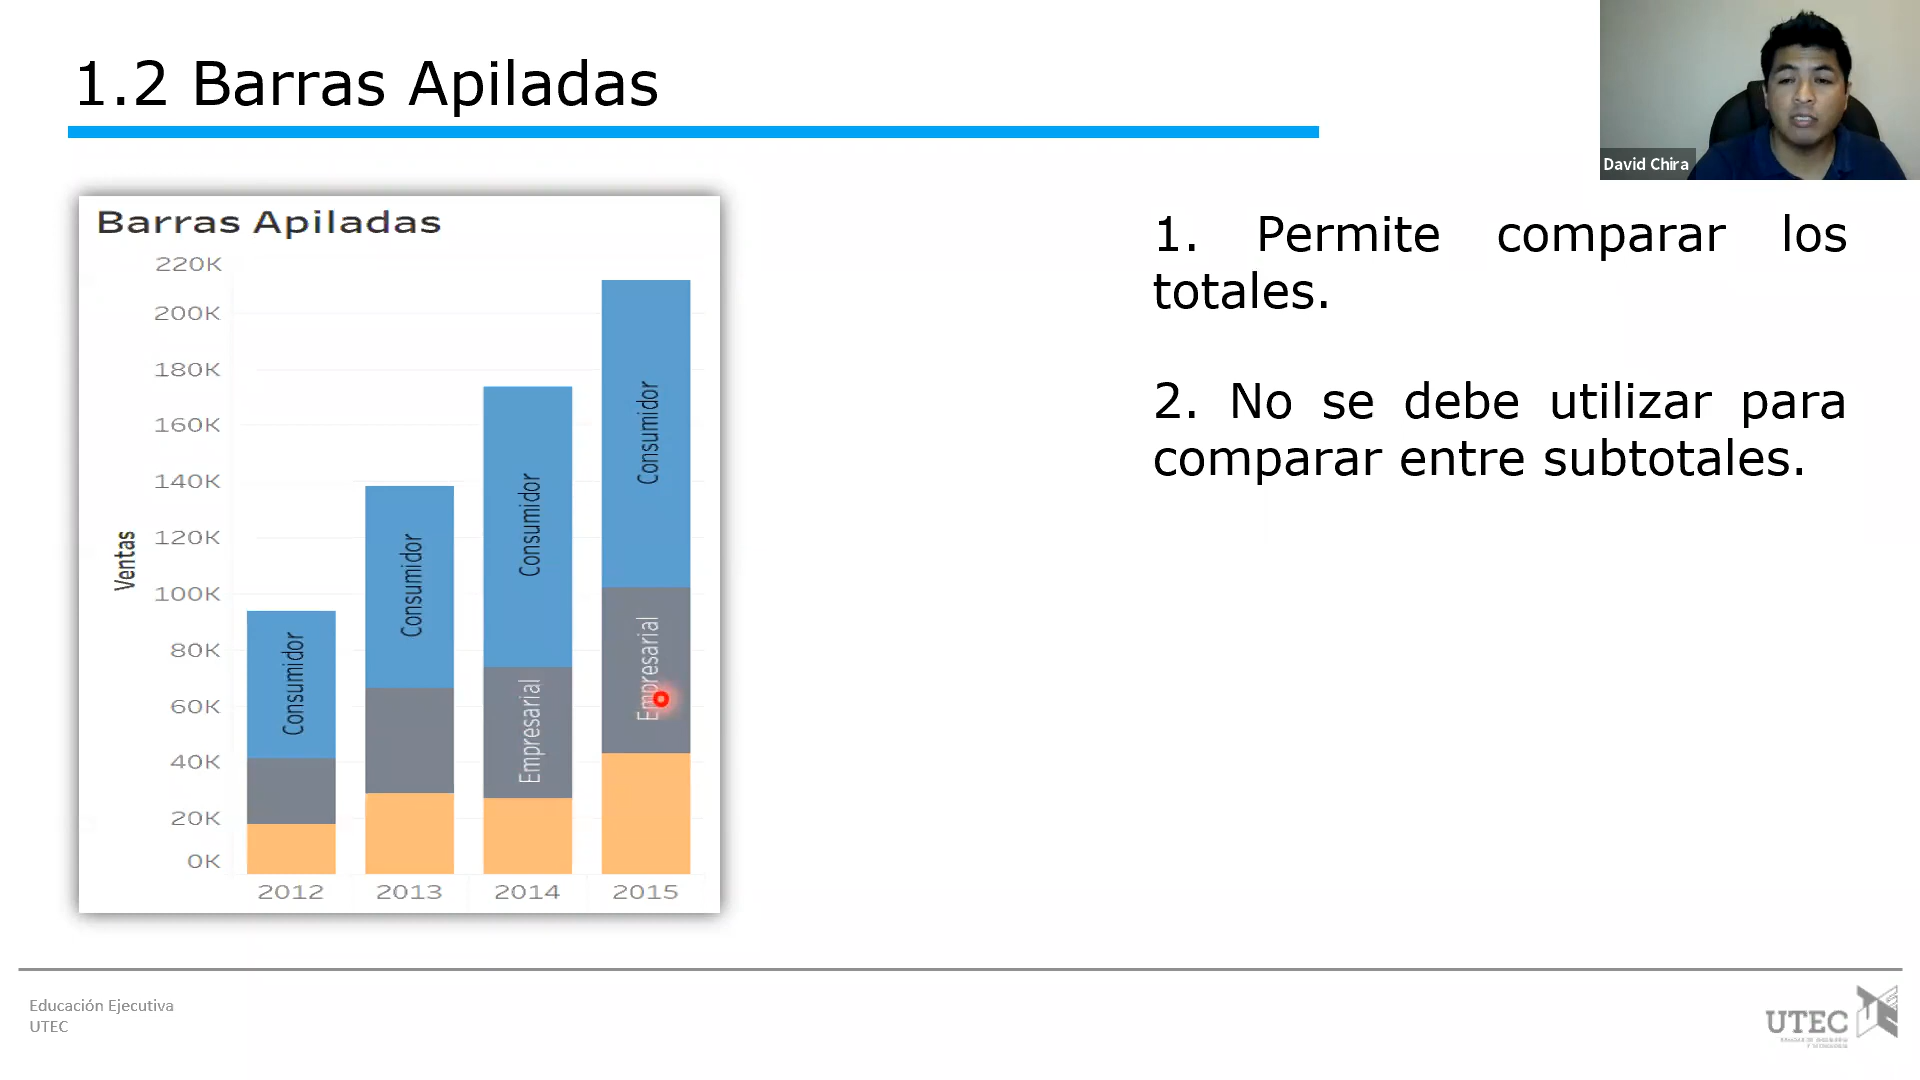 1.2 Barras Apiladas
David Chira
Barras Apiladas
220K
200K
180K
160K
140K
120K
100K
80K
60K
40K
20K
0K
Ventas
Consumidor
Consumidor
Consumidor
Consumidor
Empresarial
Empresarial
2012 2013 2014 2015
1. Permite comparar los
totales.
2. No se debe utilizar para
comparar entre subtotales.
Educación Ejecutiva
UTEC
UTEC